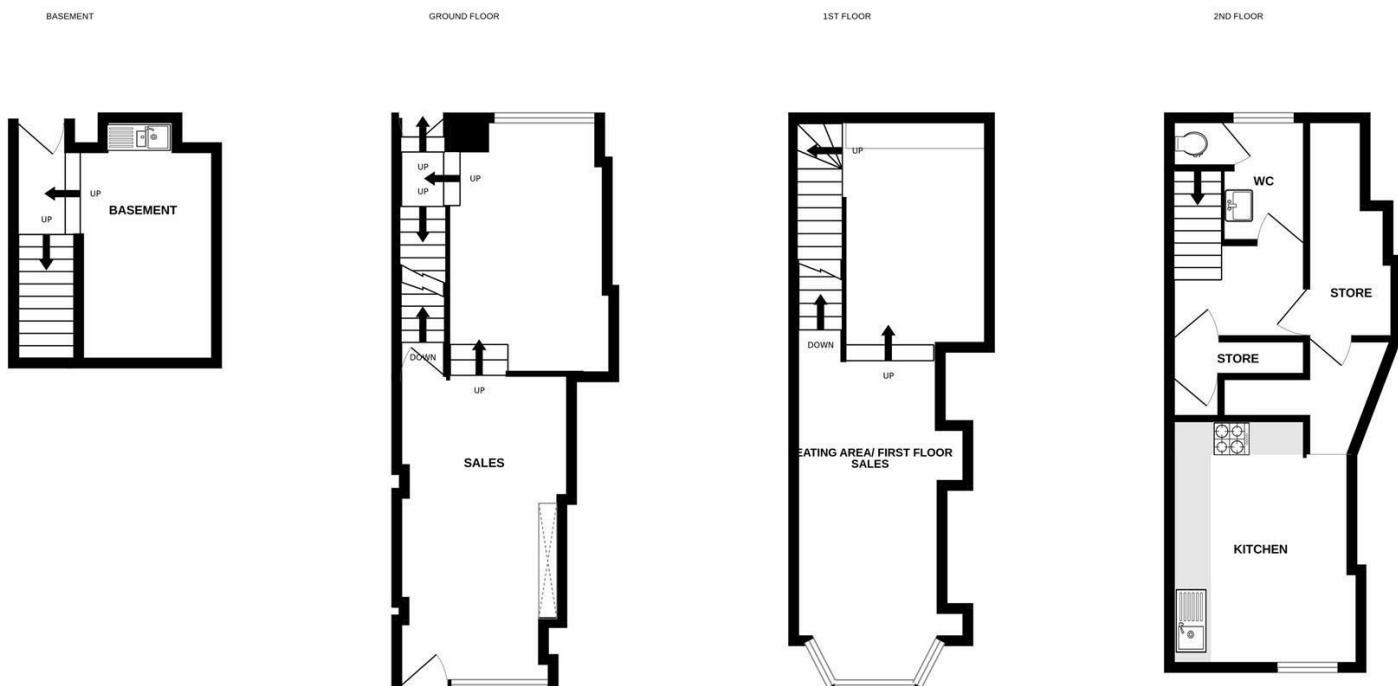 BASEMENT
GROUND FLOOR
1ST FLOOR
2ND FLOOR
UP
UP
BASEMENT
UP
UP
UP
DOWN
UP
SALES
UP
DOWN
UP
EATING AREA/ FIRST FLOOR
SALES
UP
WC
STORE
STORE
KITCHEN